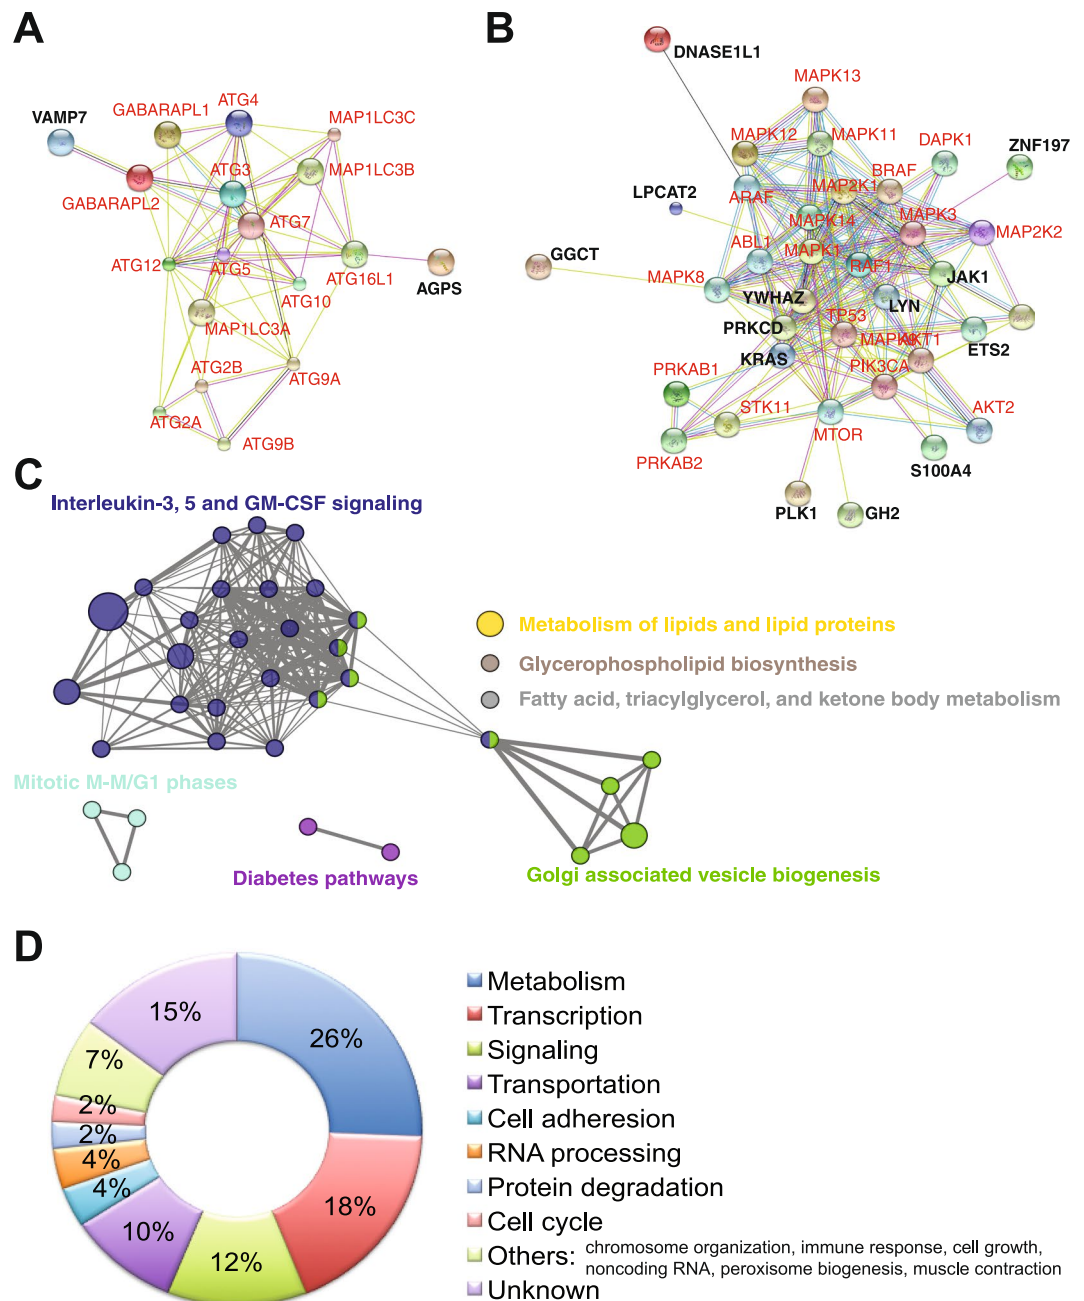 A
VAMP7
GABARAPL1
ATG4
MAP1LC3C
ATG3
MAP1LC3B
GABARAPL2
ATG7
ATG12
ATG5
ATG16L1
AGPS
ATG10
MAP1LC3A
ATG2B
ATG9A
ATG2A
ATG9B
B
DNASE1L1
MAPK13
MAPK12
MAPK11
DAPK1
ZNF197
BRAF
MAP2K1
ARAF
LPCAT2
MAPK14
MAPK3
MAP2K2
ABL1
MAPK1
GGCT
RAF1
MAPK8
JAK1
YWHAZ
LYN
PRKCD
TP53
MAPK9
AKT1
ETS2
KRAS
PIK3CA
PRKAB1
STK11
AKT2
MTOR
PRKAB2
S100A4
PLK1
GH2
C
Interleukin-3, 5 and GM-CSF signaling
Metabolism of lipids and lipid proteins
Glycerophospholipid biosynthesis
Fatty acid, triacylglycerol, and ketone body metabolism
Mitotic M-M/G1 phases
Diabetes pathways
Golgi associated vesicle biogenesis
D
15%
26%
7%
2%
2%
4%
4%
10%
12%
18%
Metabolism
Transcription
Signaling
Transportation
Cell adheresion
RNA processing
Protein degradation
Cell cycle
Others: chromosome organization, immune response, cell growth,
noncoding RNA, peroxisome biogenesis, muscle contraction
Unknown